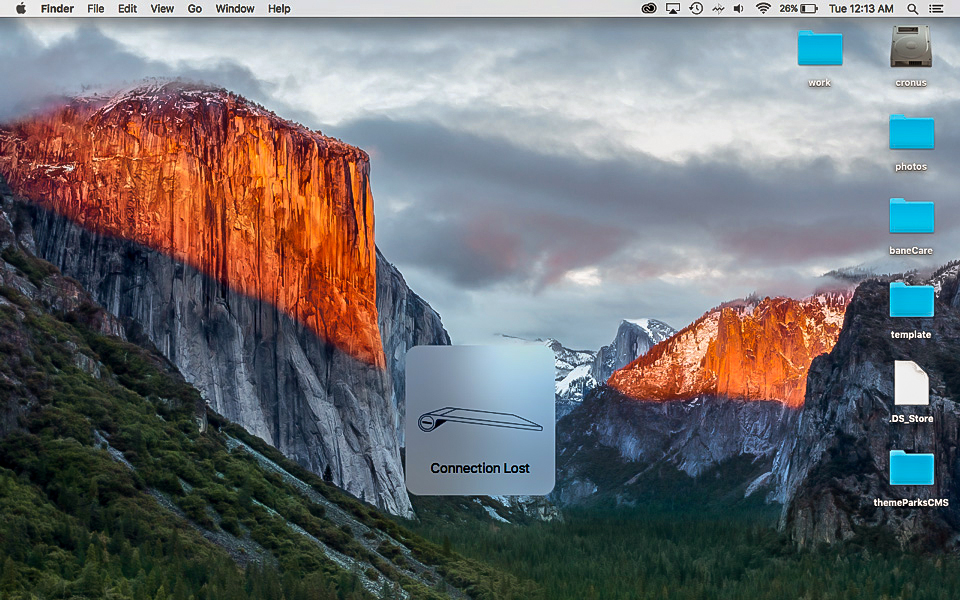 Finder File Edit View Go Window Help 26% Tue 12:13 AM
work
cronus
photos
baneCare
template
.DS_Store
themeParksCMS
Connection Lost